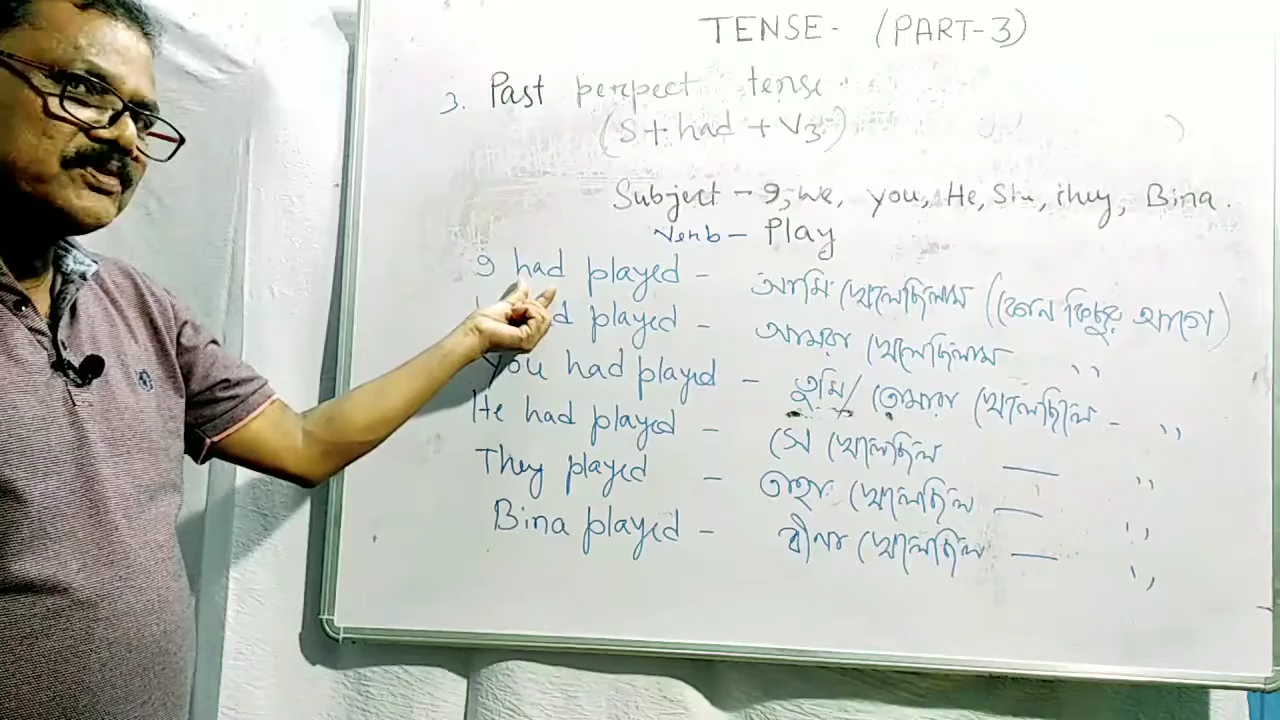 TENSE - (PART-3)
3. Past perpect tense.
(S + had + V3)
Subject - I, We, you, He, She, they, Bina.
Verb - Play
I had played - আমি খেলেছিলাম (কোন কিছুর আগে)
played - আমরা খেলেছিলাম ,,
You had played - তুমি/ তোমরা খেলেছিলে - ,,
He had played - সে খেলেছিল — ,,
They played - তাহারা খেলেছিল — ,,
Bina played - বীনা খেলেছিল — ,,